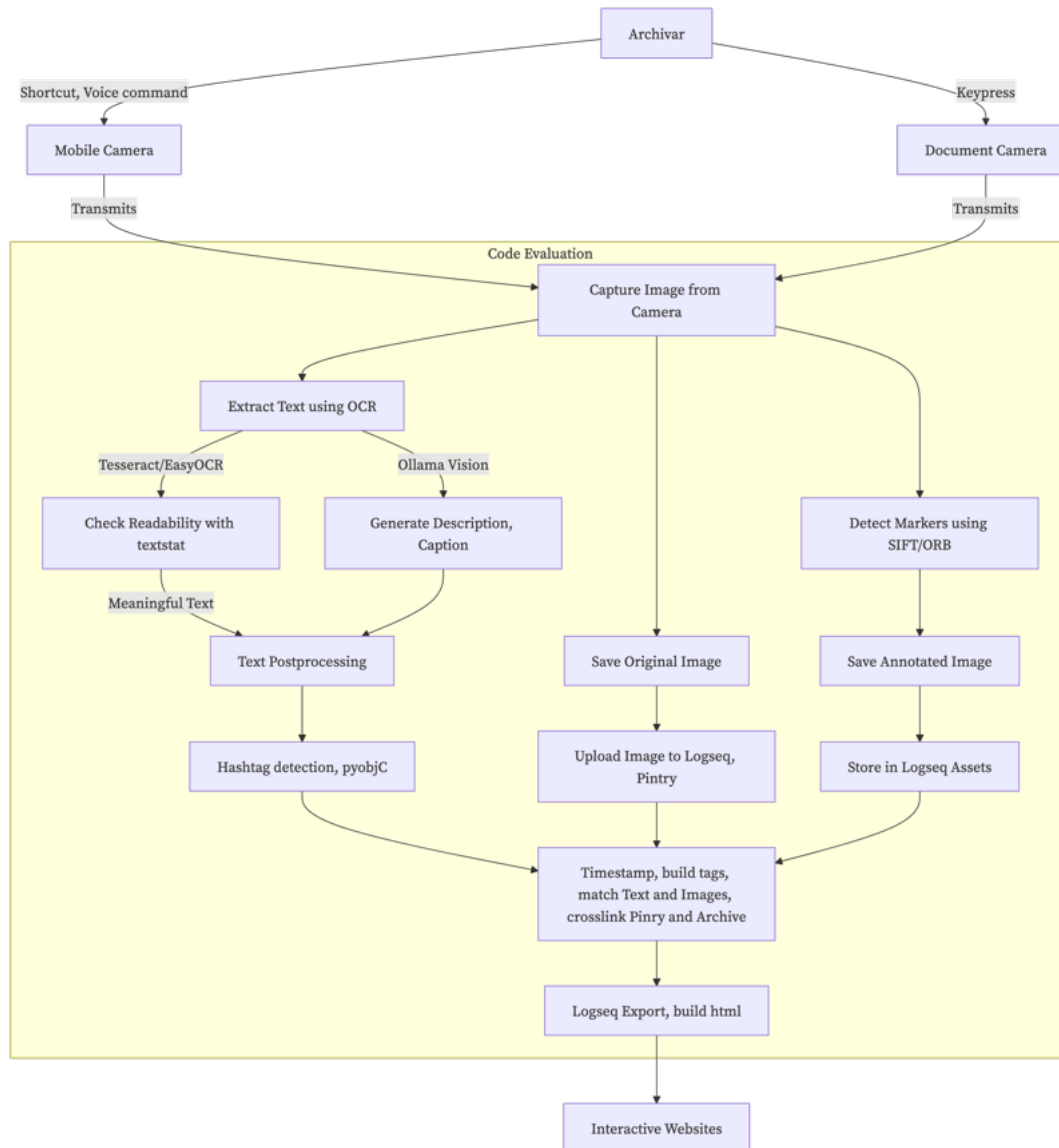 Archivar
Shortcut, Voice command
Keypress
Mobile Camera
Document Camera
Transmits
Transmits
Code Evaluation
Capture Image from
Camera
Extract Text using OCR
Tesseract/EasyOCR
Ollama Vision
Check Readability with
textstat
Generate Description,
Caption
Detect Markers using
SIFT/ORB
Meaningful Text
Text Postprocessing
Save Original Image
Save Annotated Image
Hashtag detection, pyobjC
Upload Image to Logseq,
Pintry
Store in Logseq Assets
Timestamp, build tags,
match Text and Images,
crosslink Pinry and Archive
Logseq Export, build html
Interactive Websites